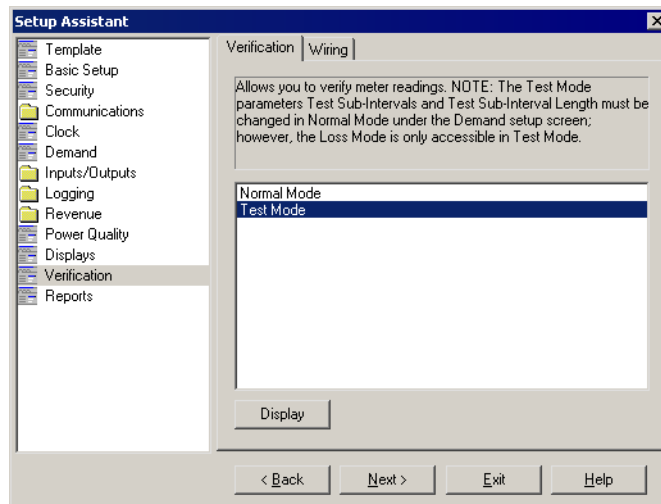 Setup Assistant
Template
Basic Setup
Security
Communications
Clock
Demand
Inputs/Outputs
Logging
Revenue
Power Quality
Displays
Verification
Reports
Verification
Wiring
Allows you to verify meter readings. NOTE: The Test Mode
parameters Test Sub-Intervals and Test Sub-Interval Length must be
changed in Normal Mode under the Demand setup screen;
however, the Loss Mode is only accessible in Test Mode.
Normal Mode
Test Mode
Display
< Back
Next >
Exit
Help